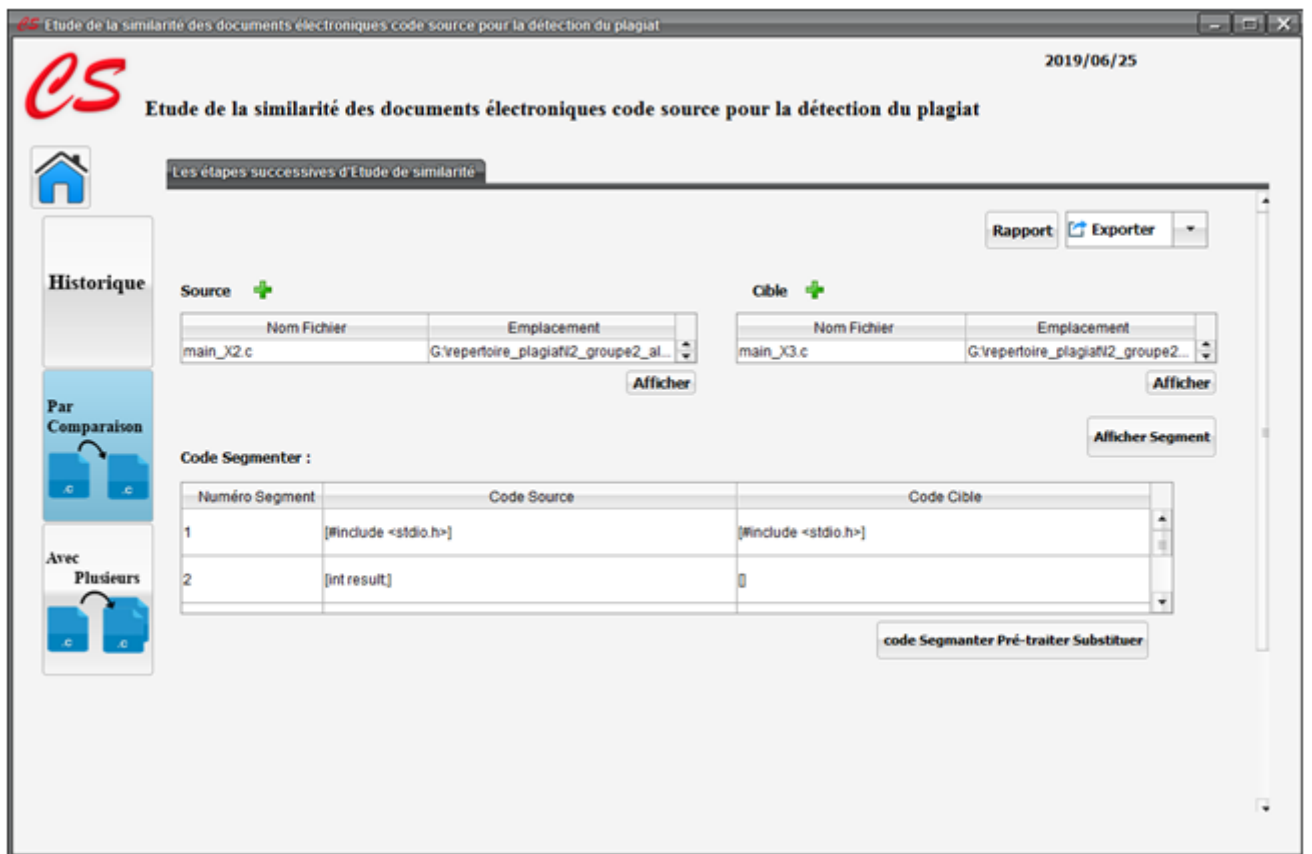 CS Etude de la similarité des documents électroniques code source pour la détection du plagiat
2019/06/25
CS
Etude de la similarité des documents électroniques code source pour la détection du plagiat
Les étapes successives d'Etude de similarité
Rapport Exporter
Historique
Source Cible
Nom Fichier Emplacement Nom Fichier Emplacement
main_X2.c G:\repertoire_plagiat\l2_groupe2_al... main_X3.c G:\repertoire_plagiat\l2_groupe2...
Afficher Afficher
Par
Comparaison
.c .c
Afficher Segment
Code Segmenter :
Numéro Segment Code Source Code Cible
1 [#include <stdio.h>] [#include <stdio.h>]
2 [int result;] []
Avec
Plusieurs
.c .c
code Segmanter Pré-traiter Substituer